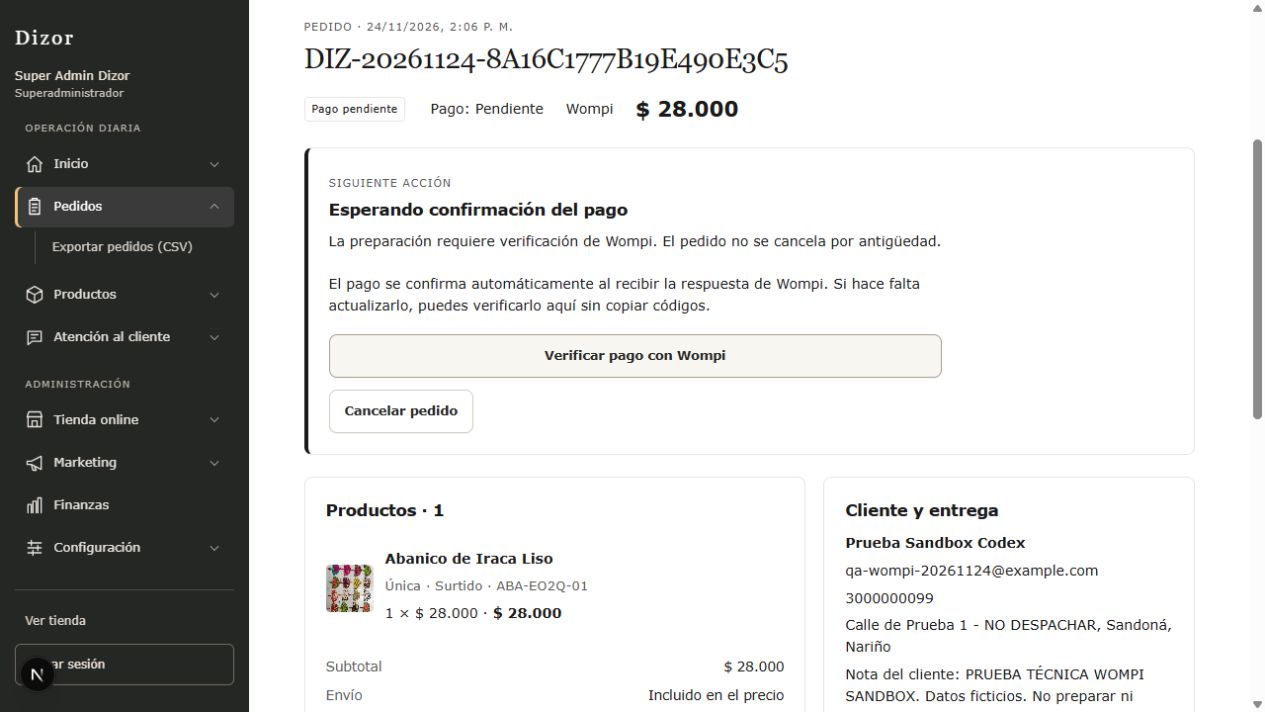 Dizor
Super Admin Dizor
Superadministrador
OPERACIÓN DIARIA
Inicio
Pedidos
Exportar pedidos (CSV)
Productos
Atención al cliente
ADMINISTRACIÓN
Tienda online
Marketing
Finanzas
Configuración
Ver tienda
ar sesión
N
PEDIDO · 24/11/2026, 2:06 P. M.
DIZ-20261124-8A16C1777B19E490E3C5
Pago pendiente
Pago: Pendiente
Wompi
$ 28.000
SIGUIENTE ACCIÓN
Esperando confirmación del pago
La preparación requiere verificación de Wompi. El pedido no se cancela por antigüedad.
El pago se confirma automáticamente al recibir la respuesta de Wompi. Si hace falta
actualizarlo, puedes verificarlo aquí sin copiar códigos.
Verificar pago con Wompi
Cancelar pedido
Productos · 1
Abanico de Iraca Liso
Única · Surtido · ABA-EO2Q-01
1 × $ 28.000 · $ 28.000
Subtotal
$ 28.000
Envío
Incluido en el precio
Cliente y entrega
Prueba Sandbox Codex
qa-wompi-20261124@example.com
3000000099
Calle de Prueba 1 - NO DESPACHAR, Sandoná,
Nariño
Nota del cliente: PRUEBA TÉCNICA WOMPI
SANDBOX. Datos ficticios. No preparar ni